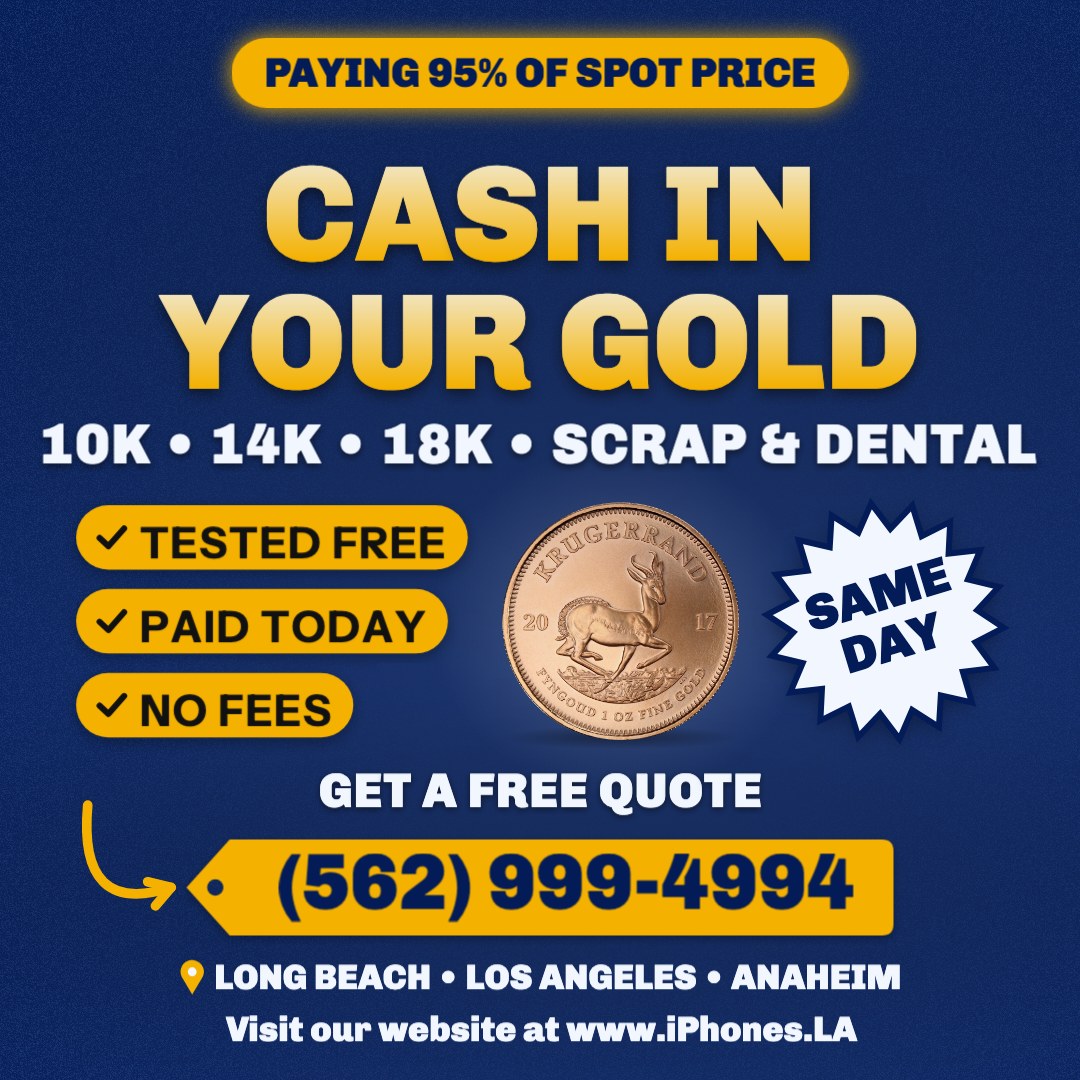 PAYING 95% OF SPOT PRICE
CASH IN
YOUR GOLD
10K • 14K • 18K • SCRAP & DENTAL
✓ TESTED FREE
✓ PAID TODAY
✓ NO FEES
KRUGERRAND
20 17
FYNGOUD 1 OZ FINE GOLD
SAME
DAY
GET A FREE QUOTE
(562) 999-4994
LONG BEACH • LOS ANGELES • ANAHEIM
Visit our website at www.iPhones.LA